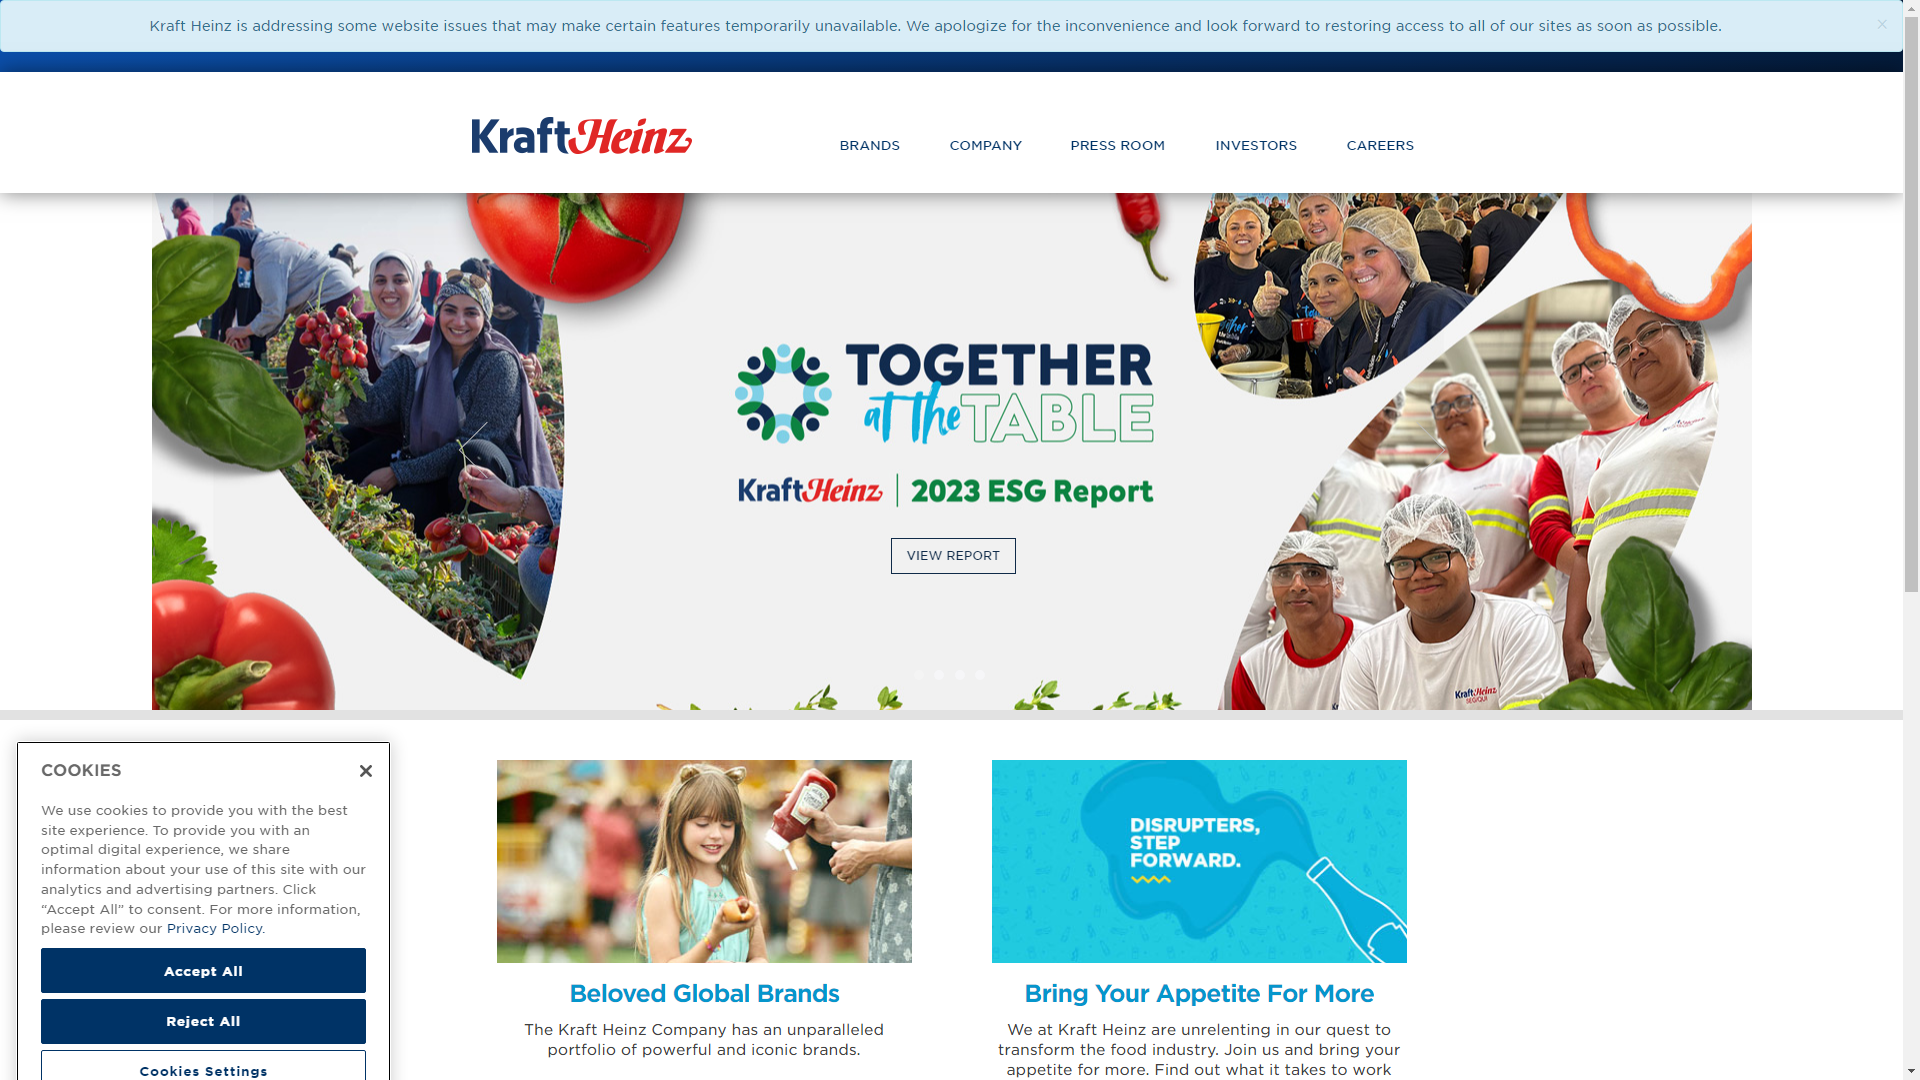 Kraft Heinz is addressing some website issues that may make certain features temporarily unavailable. We apologize for the inconvenience and look forward to restoring access to all of our sites as soon as possible.
×
KraftHeinz
BRANDS
COMPANY
PRESS ROOM
INVESTORS
CAREERS
TOGETHER
at the TABLE
KraftHeinz | 2023 ESG Report
VIEW REPORT
KraftHeinz
COOKIES
We use cookies to provide you with the best
site experience. To provide you with an
optimal digital experience, we share
information about your use of this site with our
analytics and advertising partners. Click
“Accept All” to consent. For more information,
please review our Privacy Policy.
Accept All
Reject All
Cookies Settings
Beloved Global Brands
The Kraft Heinz Company has an unparalleled
portfolio of powerful and iconic brands.
DISRUPTERS,
STEP
FORWARD.
Bring Your Appetite For More
We at Kraft Heinz are unrelenting in our quest to
transform the food industry. Join us and bring your
appetite for more. Find out what it takes to work